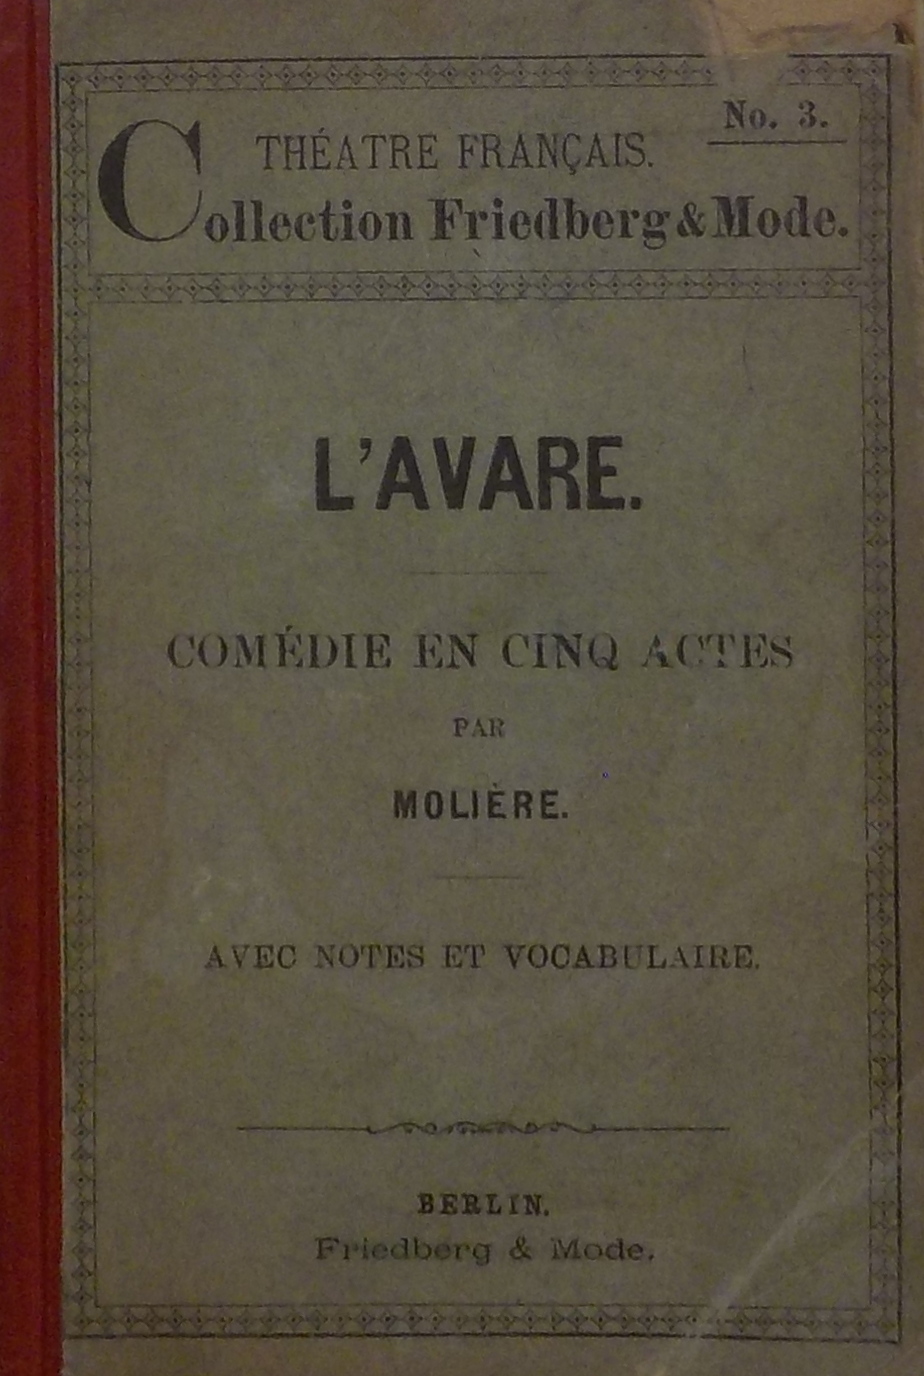 No. 3.
THÉATRE FRANÇAIS.
Collection Friedberg & Mode.
L'AVARE.
COMÉDIE EN CINQ ACTES
PAR
MOLIÈRE.
AVEC NOTES ET VOCABULAIRE.
BERLIN.
Friedberg & Mode.